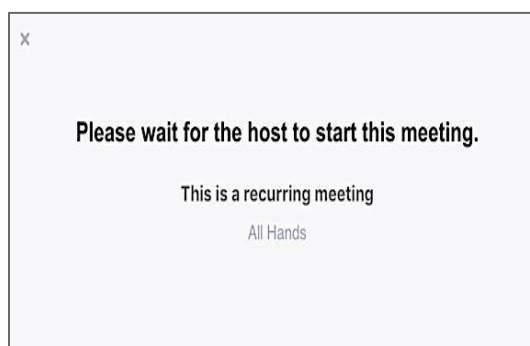 Please wait for the host to start this meeting.
This is a recurring meeting
All Hands